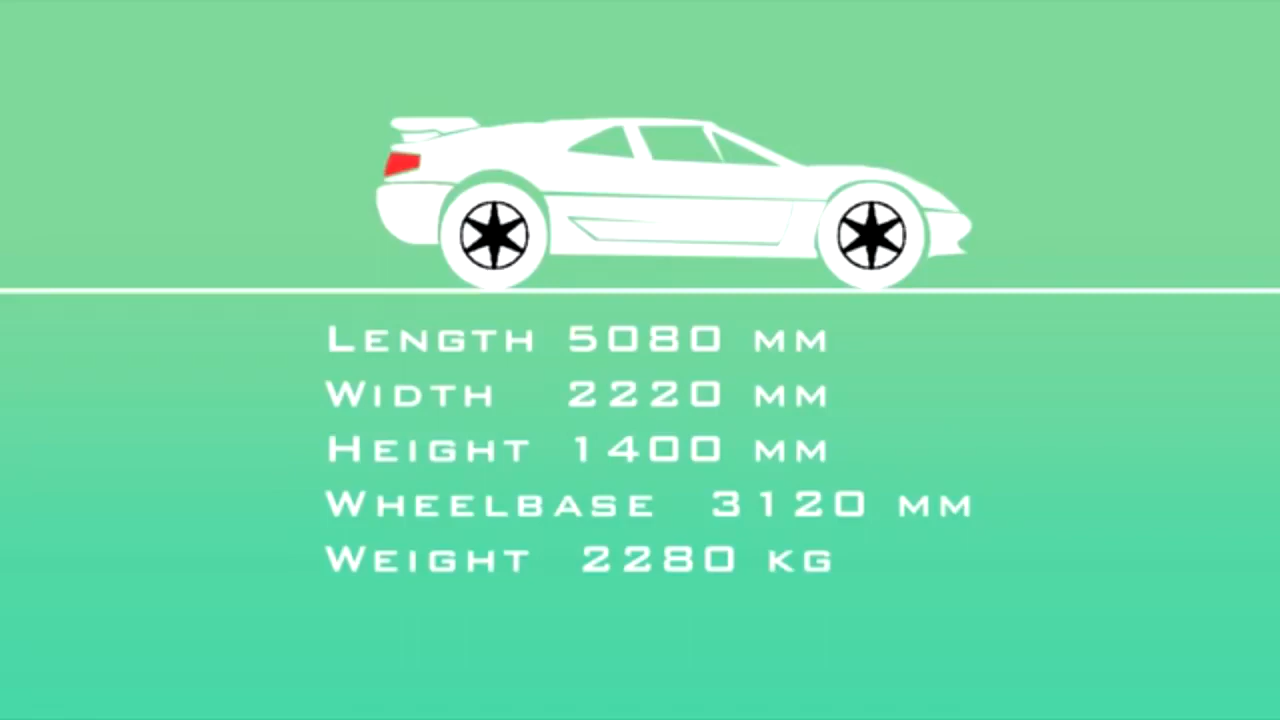 Length 5080 mm
Width 2220 mm
Height 1400 mm
Wheelbase 3120 mm
Weight 2280 kg